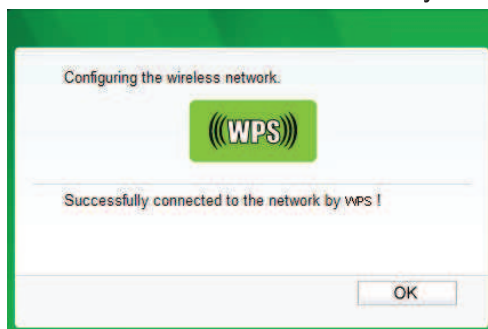 Configuring the wireless network.
(((WPS)))
Successfully connected to the network by WPS !
OK